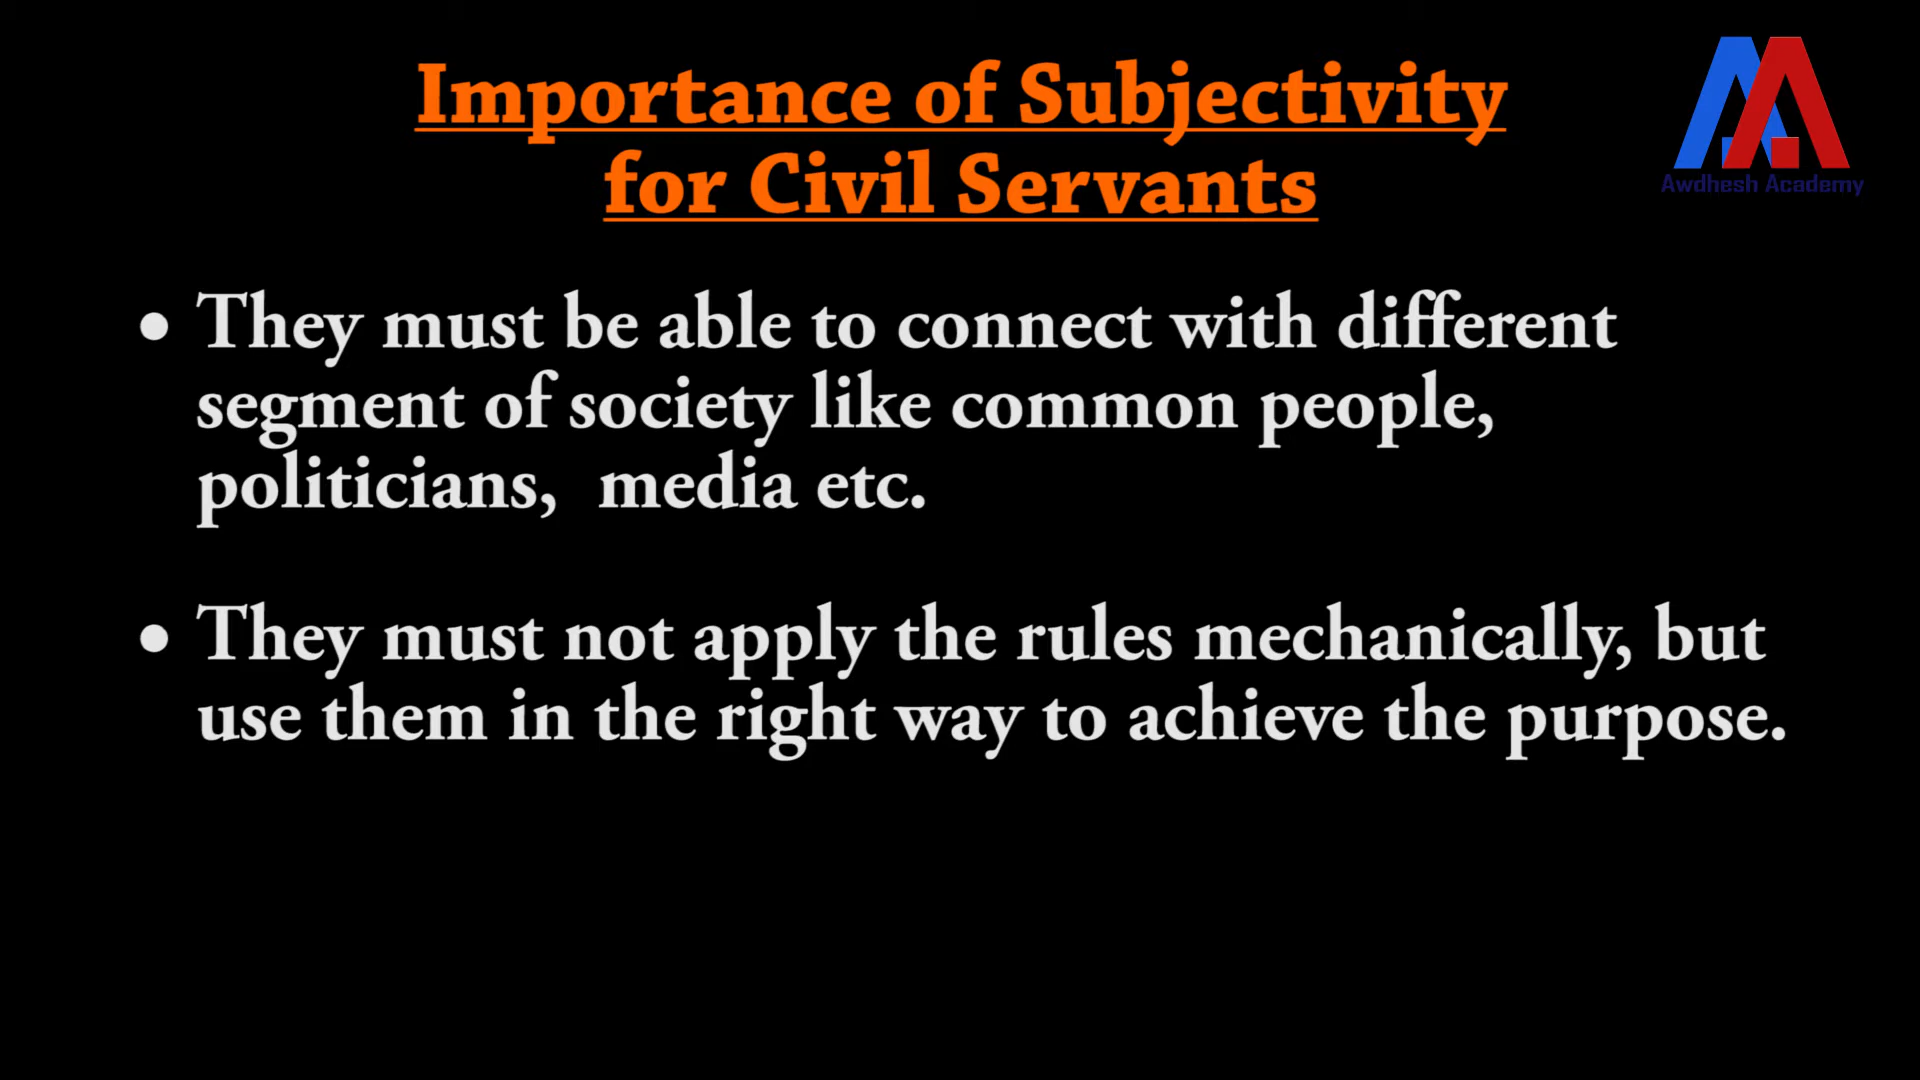 Importance of Subjectivity
for Civil Servants
Awdhesh Academy
• They must be able to connect with different
segment of society like common people,
politicians,  media etc.
• They must not apply the rules mechanically, but
use them in the right way to achieve the purpose.